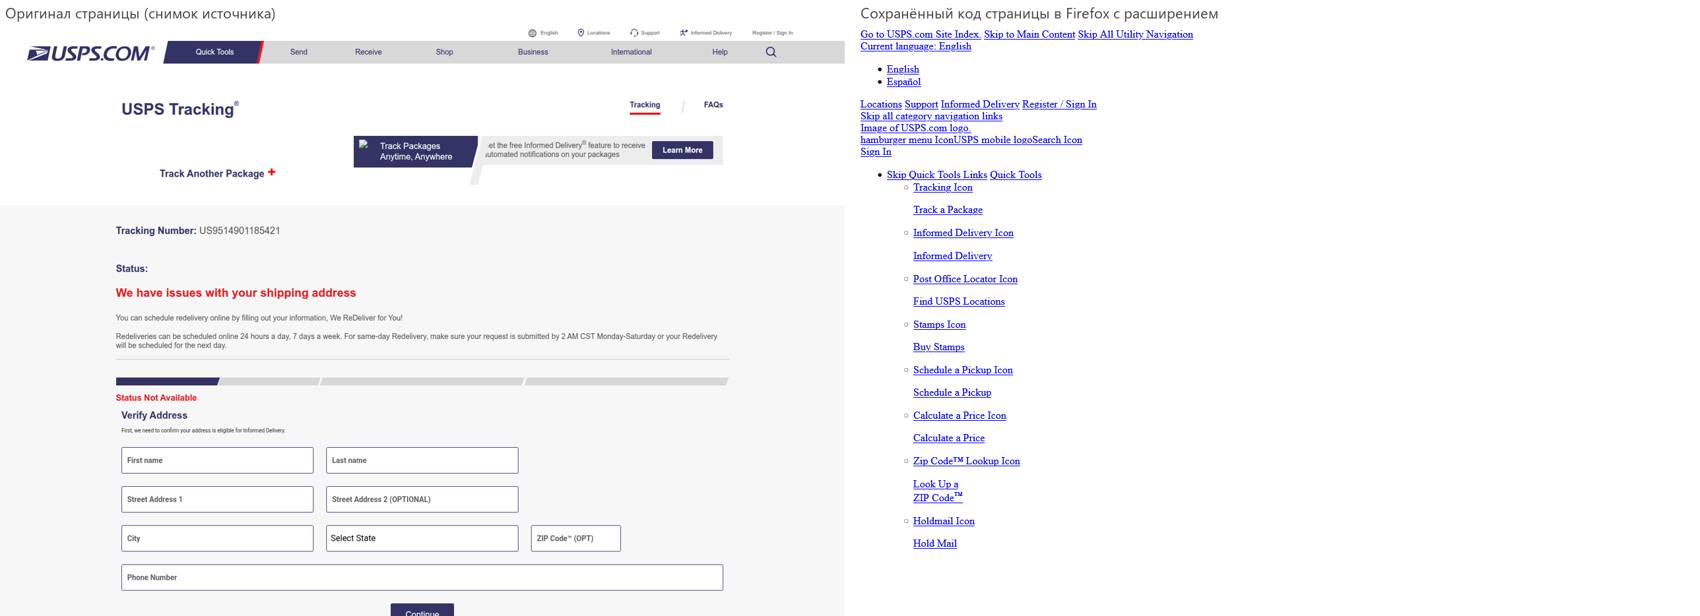 Оригинал страницы (снимок источника)
English
Locations
Support
Informed Delivery
Register / Sign In
USPS.COM®
Quick Tools
Send
Receive
Shop
Business
International
Help
USPS Tracking®
Tracking
FAQs
Track Packages
Anytime, Anywhere
et the free Informed Delivery® feature to receive
automated notifications on your packages
Learn More
Track Another Package +
Tracking Number: US9514901185421
Status:
We have issues with your shipping address
You can schedule redelivery online by filling out your information, We ReDeliver for You!
Redeliveries can be scheduled online 24 hours a day, 7 days a week. For same-day Redelivery, make sure your request is submitted by 2 AM CST Monday-Saturday or your Redelivery
will be scheduled for the next day.
Status Not Available
Verify Address
First, we need to confirm your address is eligible for Informed Delivery.
First name
Last name
Street Address 1
Street Address 2 (OPTIONAL)
City
Select State
ZIP Code™ (OPT)
Phone Number
Continue
Сохранённый код страницы в Firefox с расширением
Go to USPS.com Site Index. Skip to Main Content Skip All Utility Navigation
Current language: English
English
Español
Locations Support Informed Delivery Register / Sign In
Skip all category navigation links
Image of USPS.com logo.
hamburger menu IconUSPS mobile logoSearch Icon
Sign In
Skip Quick Tools Links Quick Tools
Tracking Icon
Track a Package
Informed Delivery Icon
Informed Delivery
Post Office Locator Icon
Find USPS Locations
Stamps Icon
Buy Stamps
Schedule a Pickup Icon
Schedule a Pickup
Calculate a Price Icon
Calculate a Price
Zip Code™ Lookup Icon
Look Up a
ZIP Code™
Holdmail Icon
Hold Mail